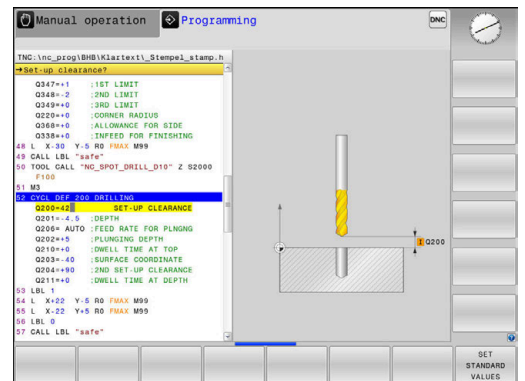 Manual operation
Programming
DNC
TNC:\nc_prog\BHB\Klartext\_Stempel_stamp.h
→Set-up clearance?
Q347=+1 ;1ST LIMIT
Q348=-2 ;2ND LIMIT
Q349=+0 ;3RD LIMIT
Q220=+0 ;CORNER RADIUS
Q368=+0 ;ALLOWANCE FOR SIDE
Q338=+0 ;INFEED FOR FINISHING
48 L X-30 Y-5 R0 FMAX M99
49 CALL LBL "safe"
50 TOOL CALL "NC_SPOT_DRILL_D10" Z S2000
F100
51 M3
52 CYCL DEF 200 DRILLING
Q200=42 SET-UP CLEARANCE
Q201=-4.5 ;DEPTH
Q206= AUTO ;FEED RATE FOR PLNGNG
Q202=+5 ;PLUNGING DEPTH
Q210=+0 ;DWELL TIME AT TOP
Q203=-40 ;SURFACE COORDINATE
Q204=+90 ;2ND SET-UP CLEARANCE
Q211=+0 ;DWELL TIME AT DEPTH
53 LBL 1
54 L X+22 Y-5 R0 FMAX M99
55 L X-22 Y+5 R0 FMAX M99
56 LBL 0
57 CALL LBL "safe"
Q200
SET
STANDARD
VALUES